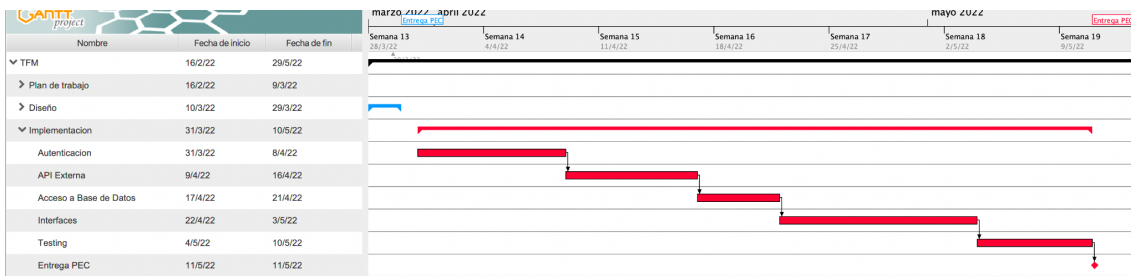 GANTT
project
marzo 2022 abril 2022 mayo 2022
Entrega PEC Entrega PEC
Nombre Fecha de inicio Fecha de fin
Semana 13 Semana 14 Semana 15 Semana 16 Semana 17 Semana 18 Semana 19
28/3/22 4/4/22 11/4/22 18/4/22 25/4/22 2/5/22 9/5/22
TFM 16/2/22 29/5/22
Plan de trabajo 16/2/22 9/3/22
Diseño 10/3/22 29/3/22
Implementacion 31/3/22 10/5/22
Autenticacion 31/3/22 8/4/22
API Externa 9/4/22 16/4/22
Acceso a Base de Datos 17/4/22 21/4/22
Interfaces 22/4/22 3/5/22
Testing 4/5/22 10/5/22
Entrega PEC 11/5/22 11/5/22